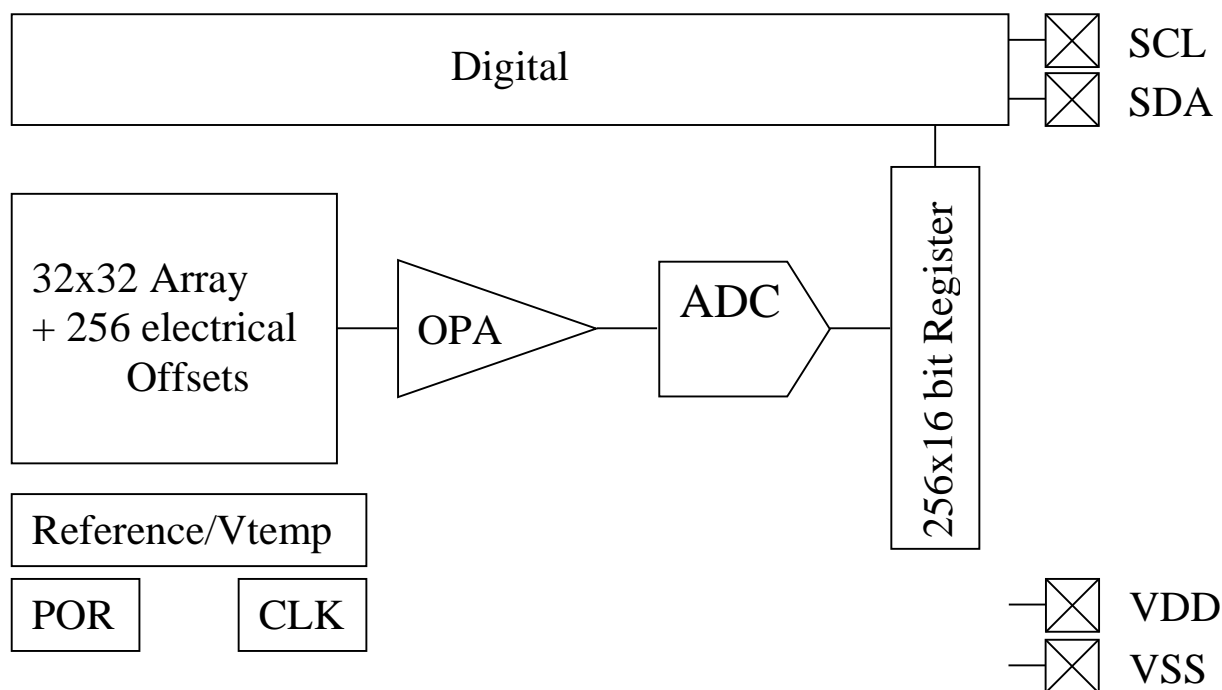 Digital
SCL
SDA
32x32 Array
+ 256 electrical
Offsets
OPA
ADC
256x16 bit Register
Reference/Vtemp
POR
CLK
VDD
VSS